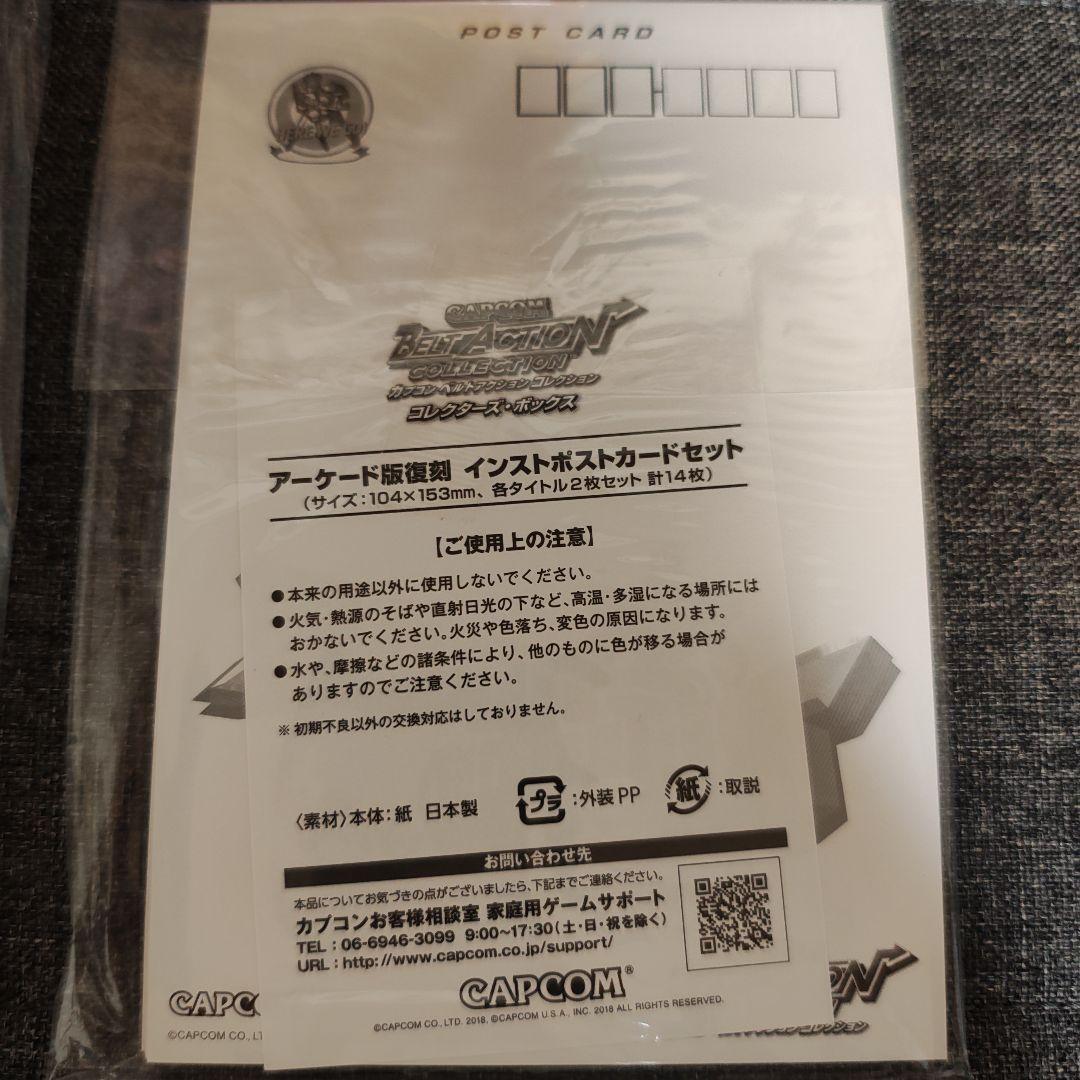 POST CARD
HERE WE GO!
CAPCOM
BELT ACTION
COLLECTION™
カプコン ベルトアクション コレクション
コレクターズ・ボックス
アーケード版復刻 インストポストカードセット
(サイズ:104×153mm、各タイトル2枚セット 計14枚)
【ご使用上の注意】
●本来の用途以外に使用しないでください。
●火気・熱源のそばや直射日光の下など、高温・多湿になる場所には
おかないでください。火災や色落ち、変色の原因になります。
●水や、摩擦などの諸条件により、他のものに色が移る場合が
ありますのでご注意ください。
※ 初期不良以外の交換対応はしておりません。
〈素材〉本体:紙 日本製
プラ:外装 PP
紙:取説
お問い合わせ先
本品についてお気づきの点がございましたら、下記までご連絡ください。
カプコンお客様相談室 家庭用ゲームサポート
TEL:06-6946-3099 9:00~17:30(土・日・祝を除く)
URL:http://www.capcom.co.jp/support/
CAPCOM®
©CAPCOM CO., LTD. 2018, ©CAPCOM U.S.A., INC. 2018 ALL RIGHTS RESERVED.
CAPC
©CAPCOM CO., LT
ON
コレクション